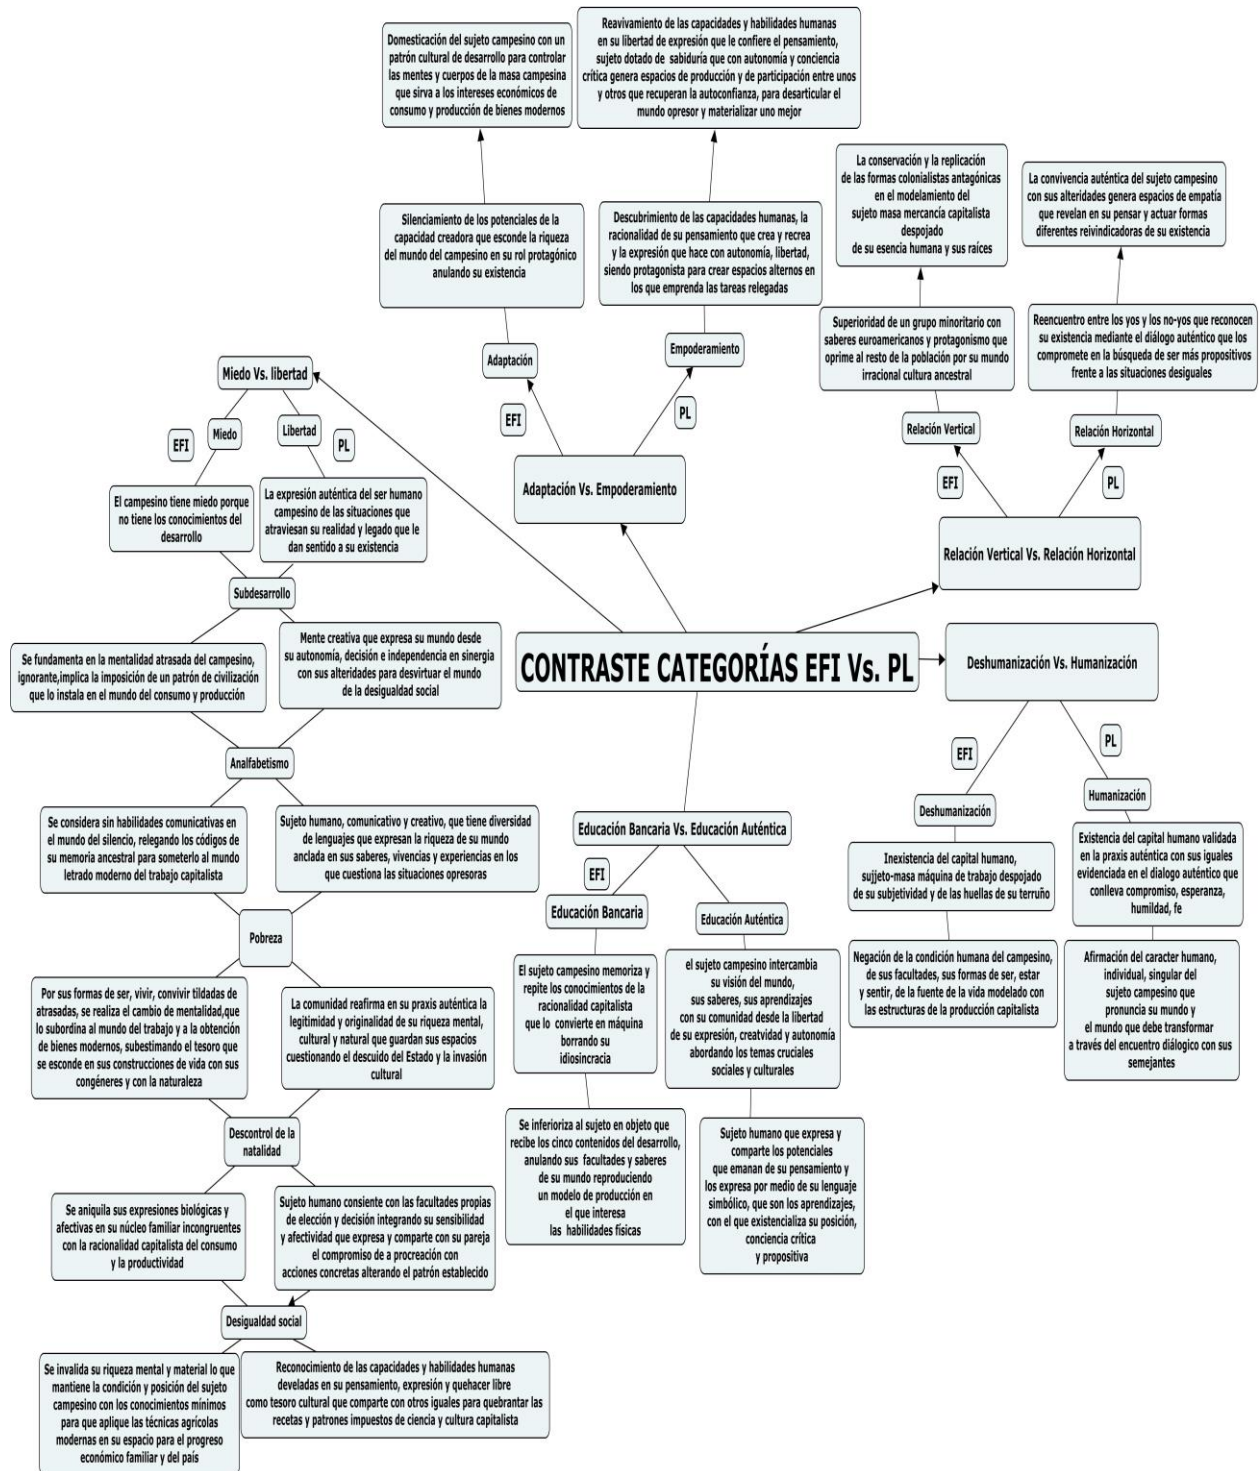 Domesticación del sujeto campesino con un
patrón cultural de desarrollo para controlar
las mentes y cuerpos de la masa campesina
que sirva a los intereses económicos de
consumo y producción de bienes modernos
Reavivamiento de las capacidades y habilidades humanas
en su libertad de expresión que le confiere el pensamiento,
sujeto dotado de sabiduría que con autonomía y conciencia
crítica genera espacios de producción y de participación entre unos
y otros que recuperan la autoconfianza, para desarticular el
mundo opresor y materializar uno mejor
La conservación y la replicación
de las formas colonialistas antagónicas
en el modelamiento del
sujeto masa mercancía capitalista
despojado
de su esencia humana y sus raíces
La convivencia auténtica del sujeto campesino
con sus alteridades genera espacios de empatía
que revelan en su pensar y actuar formas
diferentes reivindicadoras de su existencia
Silenciamiento de los potenciales de la
capacidad creadora que esconde la riqueza
del mundo del campesino en su rol protagónico
anulando su existencia
Descubrimiento de las capacidades humanas, la
racionalidad de su pensamiento que crea y recrea
y la expresión que hace con autonomía, libertad,
siendo protagonista para crear espacios alternos en
los que emprenda las tareas relegadas
Superioridad de un grupo minoritario con
saberes euroamericanos y protagonismo que
oprime al resto de la población por su mundo
irracional cultura ancestral
Reencuentro entre los yos y los no-yos que reconocen
su existencia mediante el diálogo auténtico que los
compromete en la búsqueda de ser más propositivos
frente a las situaciones desiguales
Adaptación
Empoderamiento
EFI
PL
Adaptación Vs. Empoderamiento
Relación Vertical
Relación Horizontal
EFI
PL
Relación Vertical Vs. Relación Horizontal
Miedo Vs. libertad
EFI
Miedo
Libertad
PL
El campesino tiene miedo porque
no tiene los conocimientos del
desarrollo
La expresión auténtica del ser humano
campesino de las situaciones que
atraviesan su realidad y legado que le
dan sentido a su existencia
Subdesarrollo
Se fundamenta en la mentalidad atrasada del campesino,
ignorante,implica la imposición de un patrón de civilización
que lo instala en el mundo del consumo y producción
Mente creativa que expresa su mundo desde
su autonomía, decisión e independencia en sinergia
con sus alteridades para desvirtuar el mundo
de la desigualdad social
Analfabetismo
Se considera sin habilidades comunicativas en
el mundo del silencio, relegando los códigos de
su memoria ancestral para someterlo al mundo
letrado moderno del trabajo capitalista
Sujeto humano, comunicativo y creativo, que tiene diversidad
de lenguajes que expresan la riqueza de su mundo
anclada en sus saberes, vivencias y experiencias en los
que cuestiona las situaciones opresoras
Pobreza
Por sus formas de ser, vivir, convivir tildadas de
atrasadas, se realiza el cambio de mentalidad,que
lo subordina al mundo del trabajo y a la obtención
de bienes modernos, subestimando el tesoro que
se esconde en sus construcciones de vida con sus
congéneres y con la naturaleza
La comunidad reafirma en su praxis auténtica la
legitimidad y originalidad de su riqueza mental,
cultural y natural que guardan sus espacios
cuestionando el descuido del Estado y la invasión
cultural
Descontrol de la
natalidad
Se aniquila sus expresiones biológicas y
afectivas en su núcleo familiar incongruentes
con la racionalidad capitalista del consumo
y la productividad
Sujeto humano consiente con las facultades propias
de elección y decisión integrando su sensibilidad
y afectividad que expresa y comparte con su pareja
el compromiso de a procreación con
acciones concretas alterando el patrón establecido
Desigualdad social
Se invalida su riqueza mental y material lo que
mantiene la condición y posición del sujeto
campesino con los conocimientos mínimos
para que aplique las técnicas agrícolas
modernas en su espacio para el progreso
económico familiar y del país
Reconocimiento de las capacidades y habilidades humanas
develadas en su pensamiento, expresión y quehacer libre
como tesoro cultural que comparte con otros iguales para quebrantar las
recetas y patrones impuestos de ciencia y cultura capitalista
CONTRASTE CATEGORÍAS EFI Vs. PL
Educación Bancaria Vs. Educación Auténtica
EFI
Educación Bancaria
Educación Auténtica
El sujeto campesino memoriza y
repite los conocimientos de la
racionalidad capitalista
que lo convierte en máquina
borrando su
idiosincracia
el sujeto campesino intercambia
su visión del mundo,
sus saberes, sus aprendizajes
con su comunidad desde la libertad
de su expresión, creatvidad y autonomía
abordando los temas cruciales
sociales y culturales
Se inferioriza al sujeto en objeto que
recibe los cinco contenidos del desarrollo,
anulando sus facultades y saberes
de su mundo reproduciendo
un modelo de producción en
el que interesa
las habilidades físicas
Sujeto humano que expresa y
comparte los potenciales
que emanan de su pensamiento y
los expresa por medio de su lenguaje
simbólico, que son los aprendizajes,
con el que existencializa su posición,
conciencia crítica
y propositiva
Deshumanización Vs. Humanización
EFI
PL
Deshumanización
Humanización
Inexistencia del capital humano,
sujjeto-masa máquina de trabajo despojado
de su subjetividad y de las huellas de su terruño
Existencia del capital humano validada
en la praxis auténtica con sus iguales
evidenciada en el dialogo auténtico que
conlleva compromiso, esperanza,
humildad, fe
Negación de la condición humana del campesino,
de sus facultades, sus formas de ser, estar
y sentir, de la fuente de la vida modelado con
las estructuras de la producción capitalista
Afirmación del caracter humano,
individual, singular del
sujeto campesino que
pronuncia su mundo y
el mundo que debe transformar
a través del encuentro diálogico con sus
semejantes